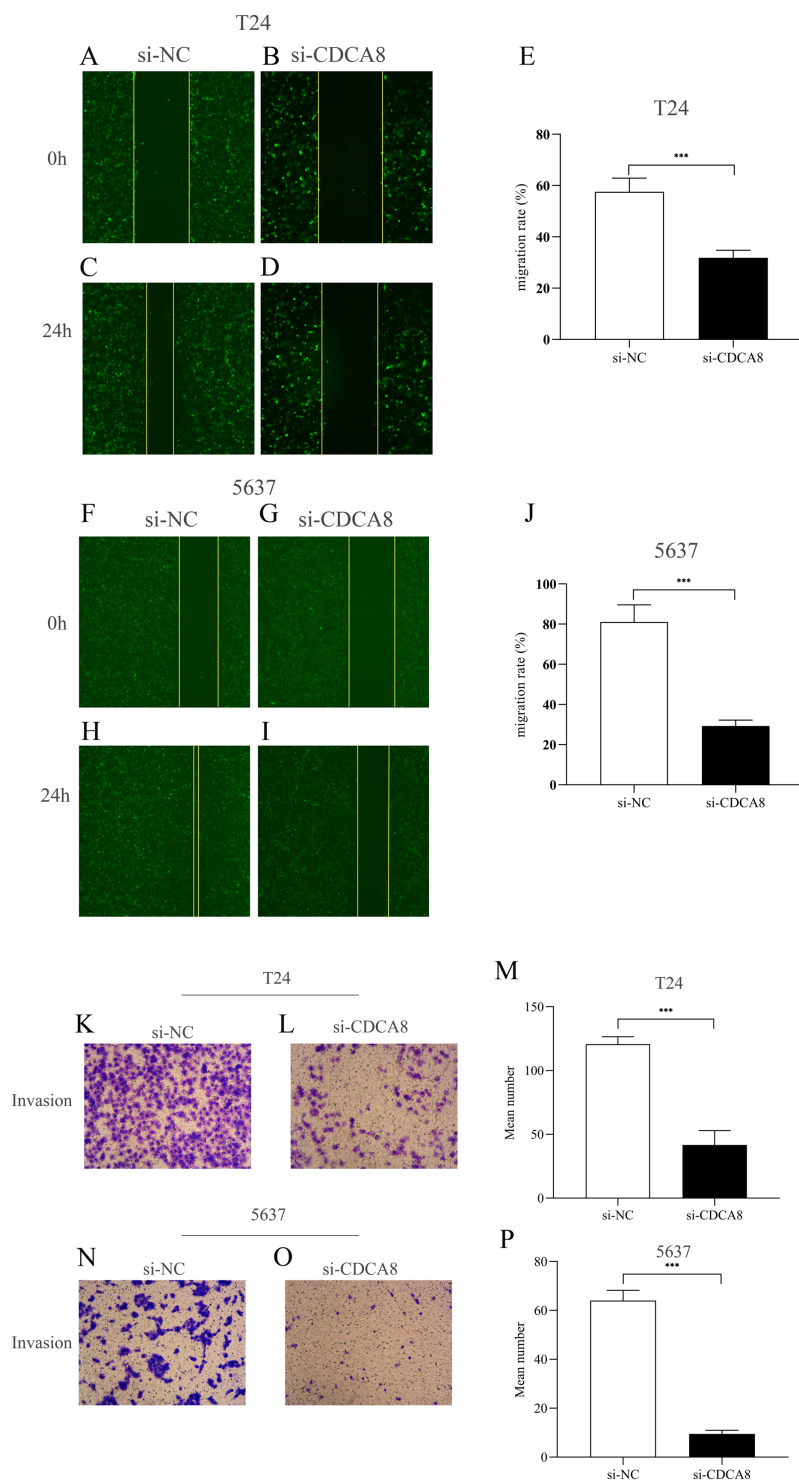 T24
A si-NC B si-CDCA8 E
0h
C D
24h
T24
migration rate (%)
80
60
40
20
0
***
si-NC si-CDCA8
5637
F si-NC G si-CDCA8 J
0h
H I
24h
5637
migration rate (%)
100
80
60
40
20
0
***
si-NC si-CDCA8
T24
K si-NC L si-CDCA8 M
Invasion
T24
Mean number
150
100
50
0
***
si-NC si-CDCA8
5637
N si-NC O si-CDCA8 P
Invasion
5637
Mean number
80
60
40
20
0
***
si-NC si-CDCA8